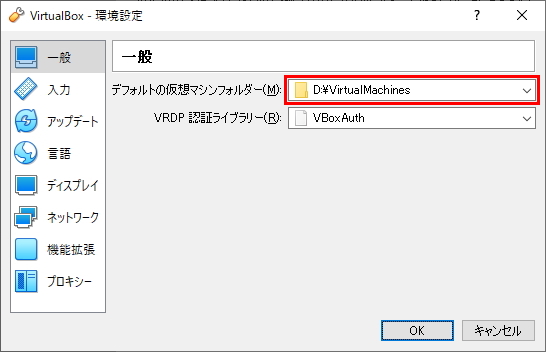 VirtualBox - 環境設定
一般
入力
アップデート
言語
ディスプレイ
ネットワーク
機能拡張
プロキシー
一般
デフォルトの仮想マシンフォルダー(M): D:¥VirtualMachines
VRDP 認証ライブラリー(R): VBoxAuth
OK キャンセル